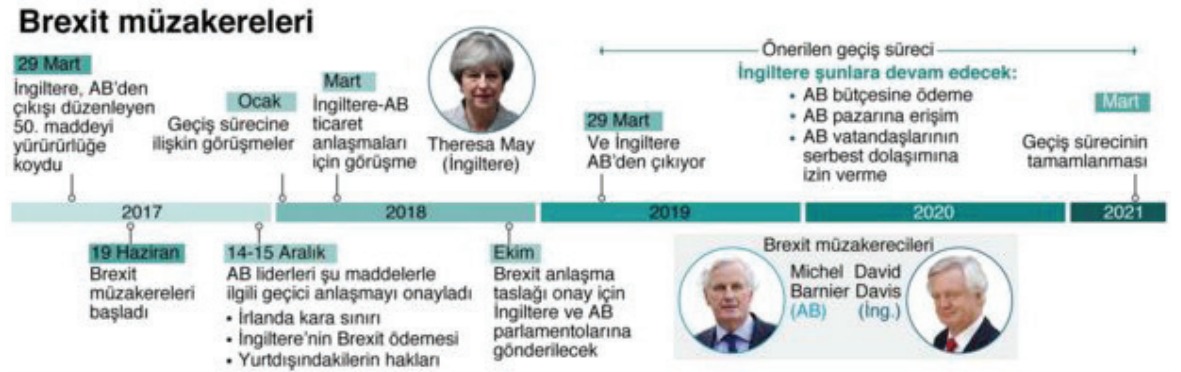 Brexit müzakereleri
29 Mart
İngiltere, AB'den
çıkışı düzenleyen
50. maddeyi
yürürürlüğe
koydu
Ocak
Geçiş sürecine
ilişkin görüşmeler
Mart
İngiltere-AB
ticaret
anlaşmaları
için görüşme
Theresa May
(İngiltere)
29 Mart
Ve İngiltere
AB'den çıkıyor
Önerilen geçiş süreci
İngiltere şunlara devam edecek:
• AB bütçesine ödeme
• AB pazarına erişim
• AB vatandaşlarının
serbest dolaşımına
izin verme
Mart
Geçiş sürecinin
tamamlanması
2017 2018 2019 2020 2021
19 Haziran
Brexit
müzakereleri
başladı
14-15 Aralık
AB liderleri şu maddelerle
ilgili geçici anlaşmayı onayladı
• İrlanda kara sınırı
• İngiltere'nin Brexit ödemesi
• Yurtdışındakilerin hakları
Ekim
Brexit anlaşma
taslağı onay için
İngiltere ve AB
parlamentolarına
gönderilecek
Brexit müzakerecileri
Michel
Barnier
(AB)
David
Davis
(İng.)